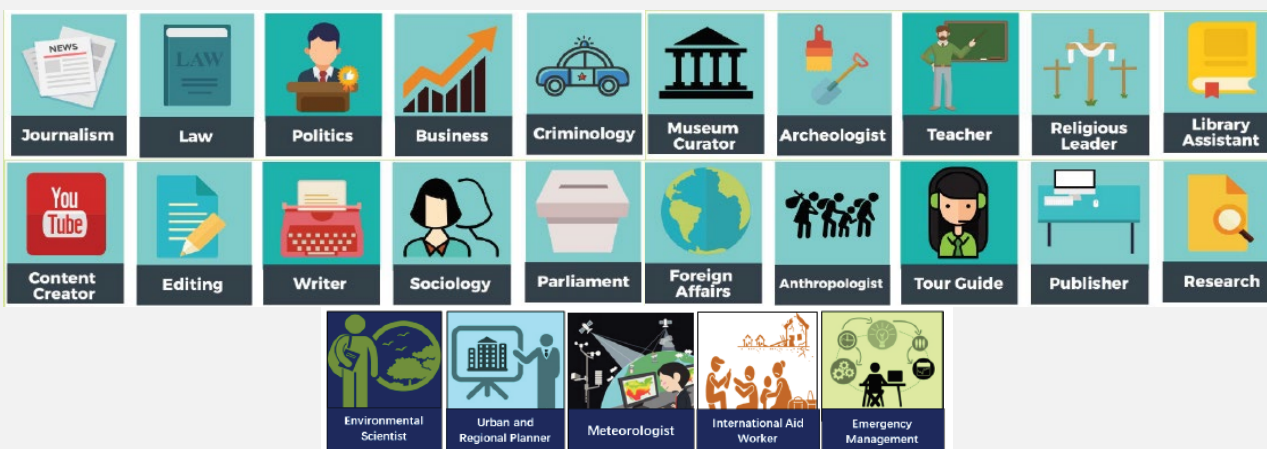 NEWS
LAW
Journalism
Law
Politics
Business
Criminology
Museum
Curator
Archeologist
Teacher
Religious
Leader
Library
Assistant
You
Tube
Content
Creator
Editing
Writer
Sociology
Parliament
Foreign
Affairs
Anthropologist
Tour Guide
Publisher
Research
Environmental
Scientist
Urban and
Regional Planner
Meteorologist
International Aid
Worker
Emergency
Management